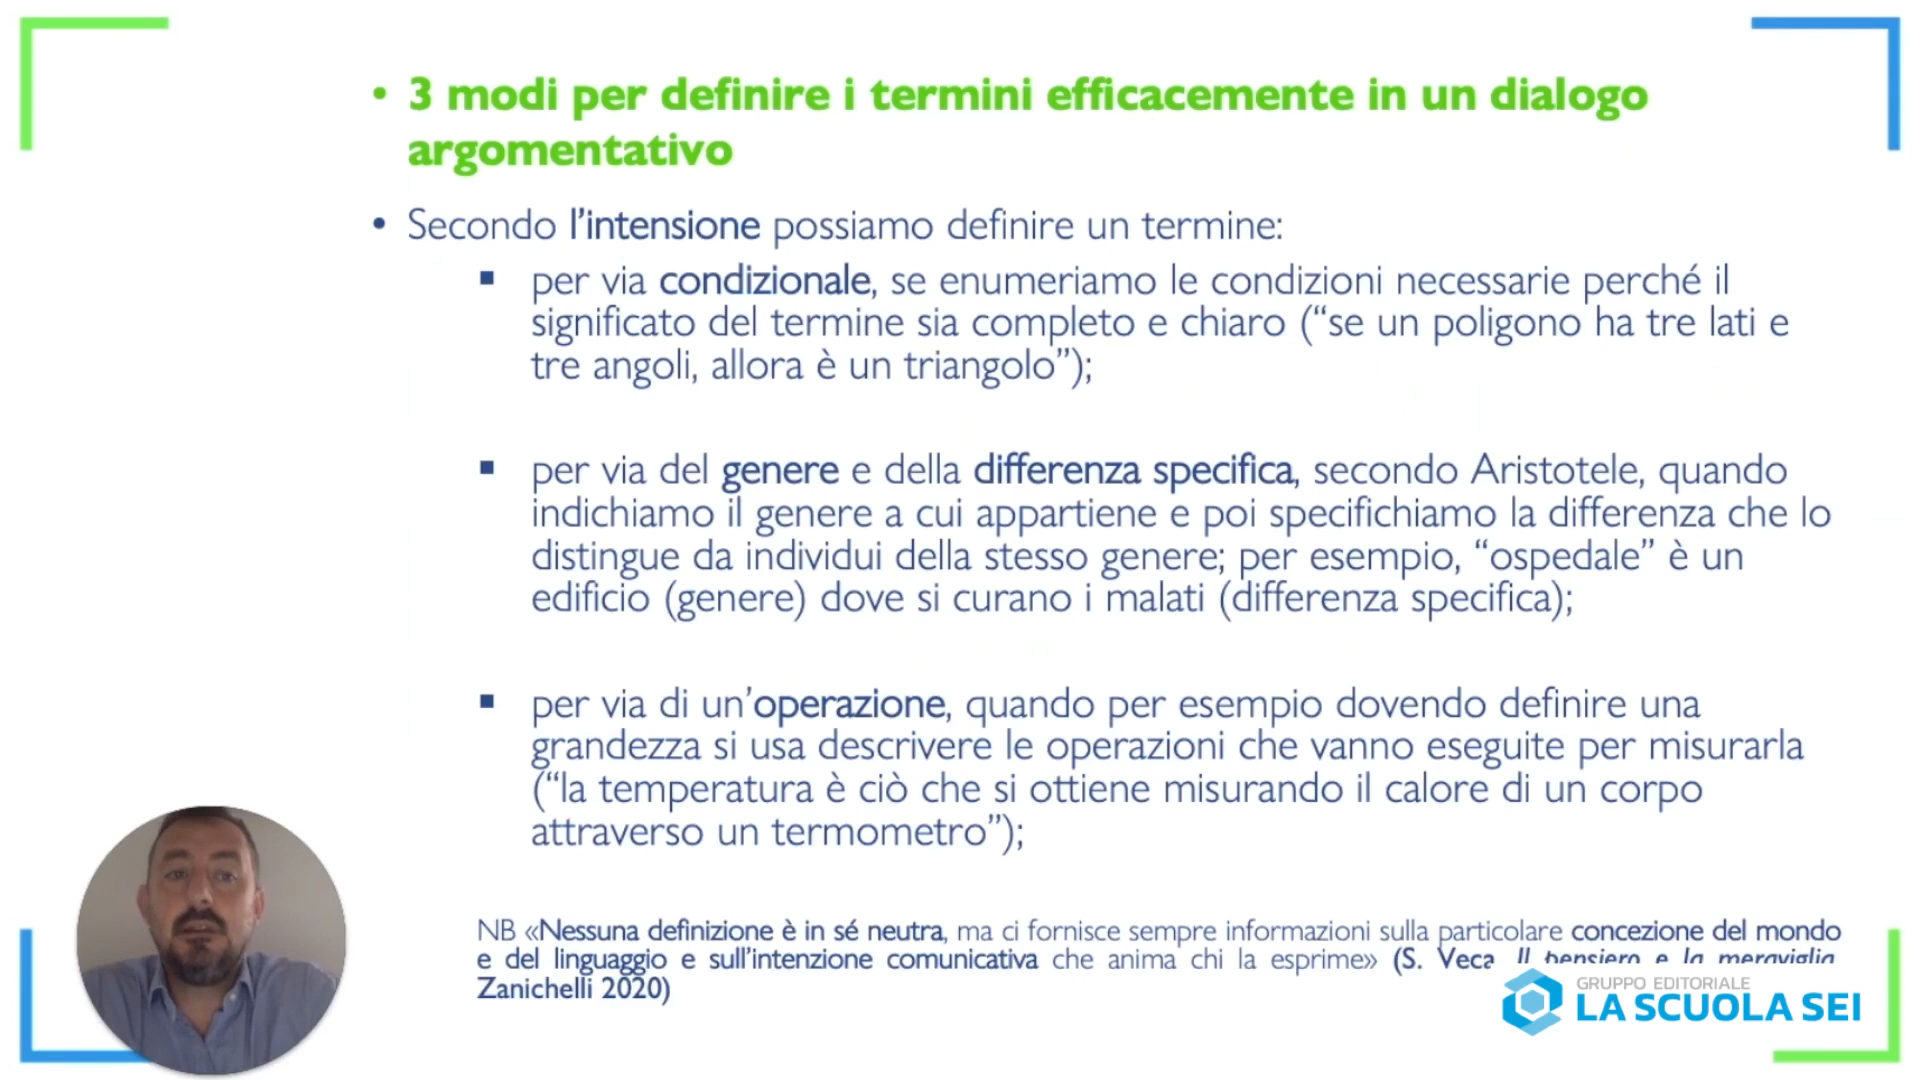 • 3 modi per definire i termini efficacemente in un dialogo
argomentativo
• Secondo l’intensione possiamo definire un termine:
▪ per via condizionale, se enumeriamo le condizioni necessarie perché il
significato del termine sia completo e chiaro (“se un poligono ha tre lati e
tre angoli, allora è un triangolo”);
▪ per via del genere e della differenza specifica, secondo Aristotele, quando
indichiamo il genere a cui appartiene e poi specifichiamo la differenza che lo
distingue da individui della stesso genere; per esempio, “ospedale” è un
edificio (genere) dove si curano i malati (differenza specifica);
▪ per via di un’operazione, quando per esempio dovendo definire una
grandezza si usa descrivere le operazioni che vanno eseguite per misurarla
(“la temperatura è ciò che si ottiene misurando il calore di un corpo
attraverso un termometro”);
NB «Nessuna definizione è in sé neutra, ma ci fornisce sempre informazioni sulla particolare concezione del mondo
e del linguaggio e sull’intenzione comunicativa che anima chi la esprime» (S. Veca Il pensiero e la meraviglia
Zanichelli 2020)
GRUPPO EDITORIALE
LA SCUOLA SEI